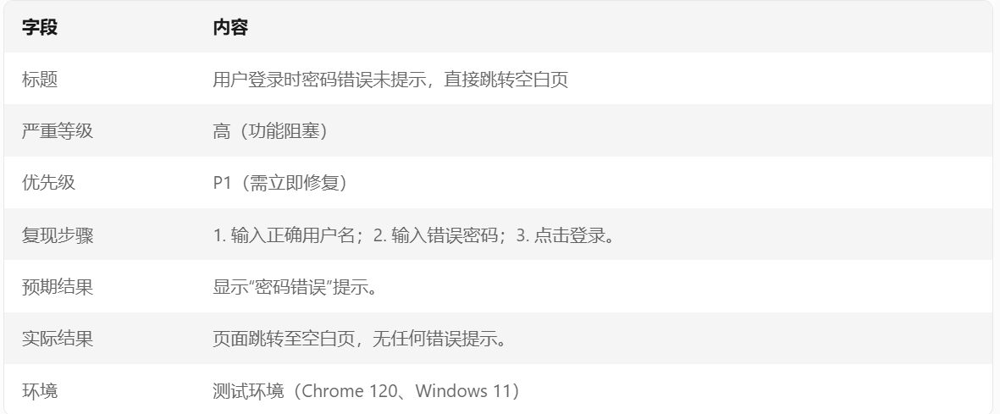 字段 内容
标题 用户登录时密码错误未提示，直接跳转空白页
严重等级 高（功能阻塞）
优先级 P1（需立即修复）
复现步骤 1. 输入正确用户名；2. 输入错误密码；3. 点击登录。
预期结果 显示“密码错误”提示。
实际结果 页面跳转至空白页，无任何错误提示。
环境 测试环境（Chrome 120、Windows 11）